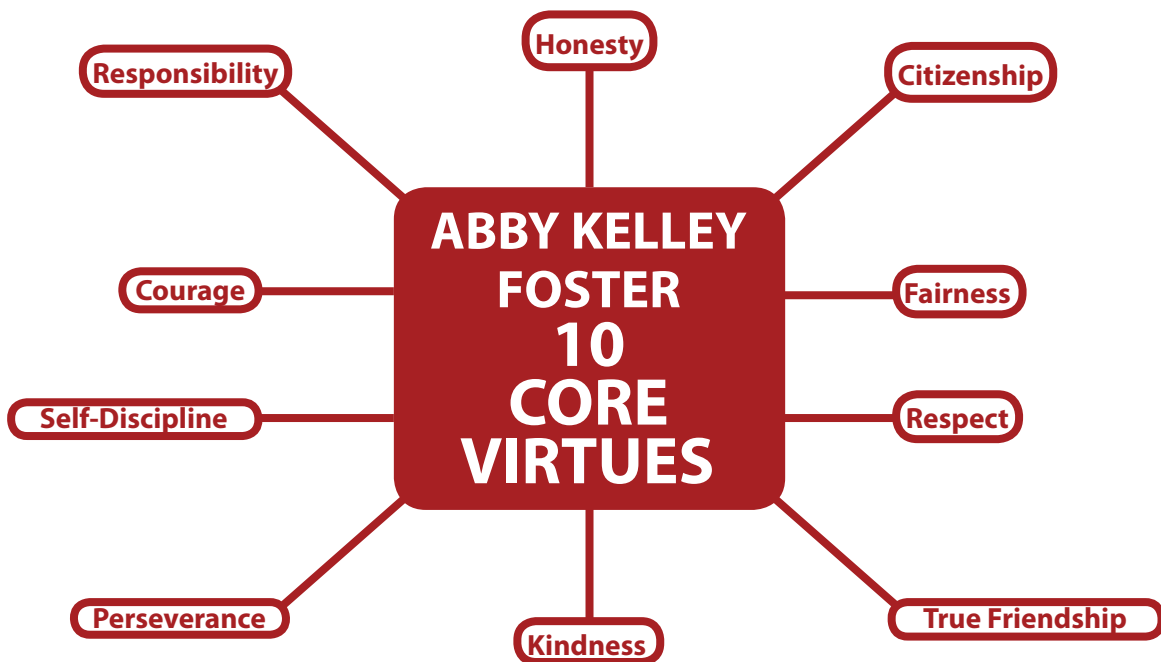 Honesty
Responsibility
Citizenship
ABBY KELLEY
FOSTER
10
CORE
VIRTUES
Courage
Fairness
Self-Discipline
Respect
Perseverance
True Friendship
Kindness